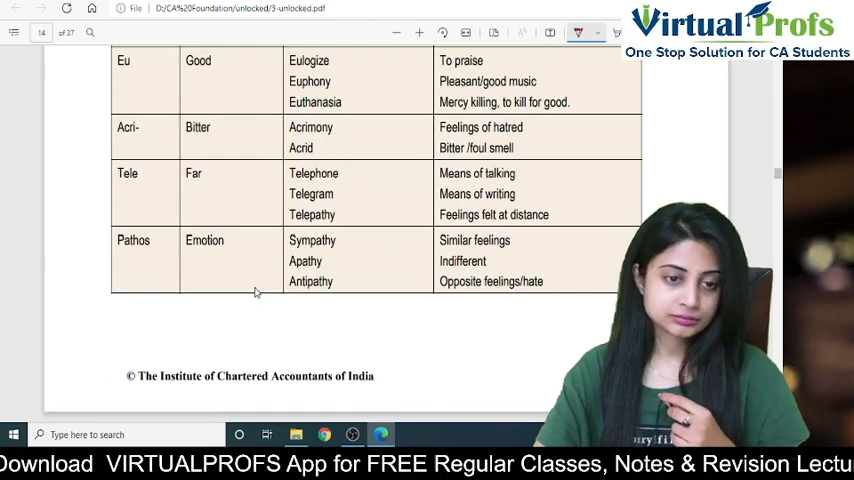 File
D:/CA%20Foundation/unlocked/3-unlocked.pdf
14 of 37
Virtual Profs
One Stop Solution for CA Students
Eu Good Eulogize To praise
Euphony Pleasant/good music
Euthanasia Mercy killing, to kill for good.
Acri- Bitter Acrimony Feelings of hatred
Acrid Bitter /foul smell
Tele Far Telephone Means of talking
Telegram Means of writing
Telepathy Feelings felt at distance
Pathos Emotion Sympathy Similar feelings
Apathy Indifferent
Antipathy Opposite feelings/hate
© The Institute of Chartered Accountants of India
Type here to search
Download VIRTUALPROFS App for FREE Regular Classes, Notes & Revision Lectu